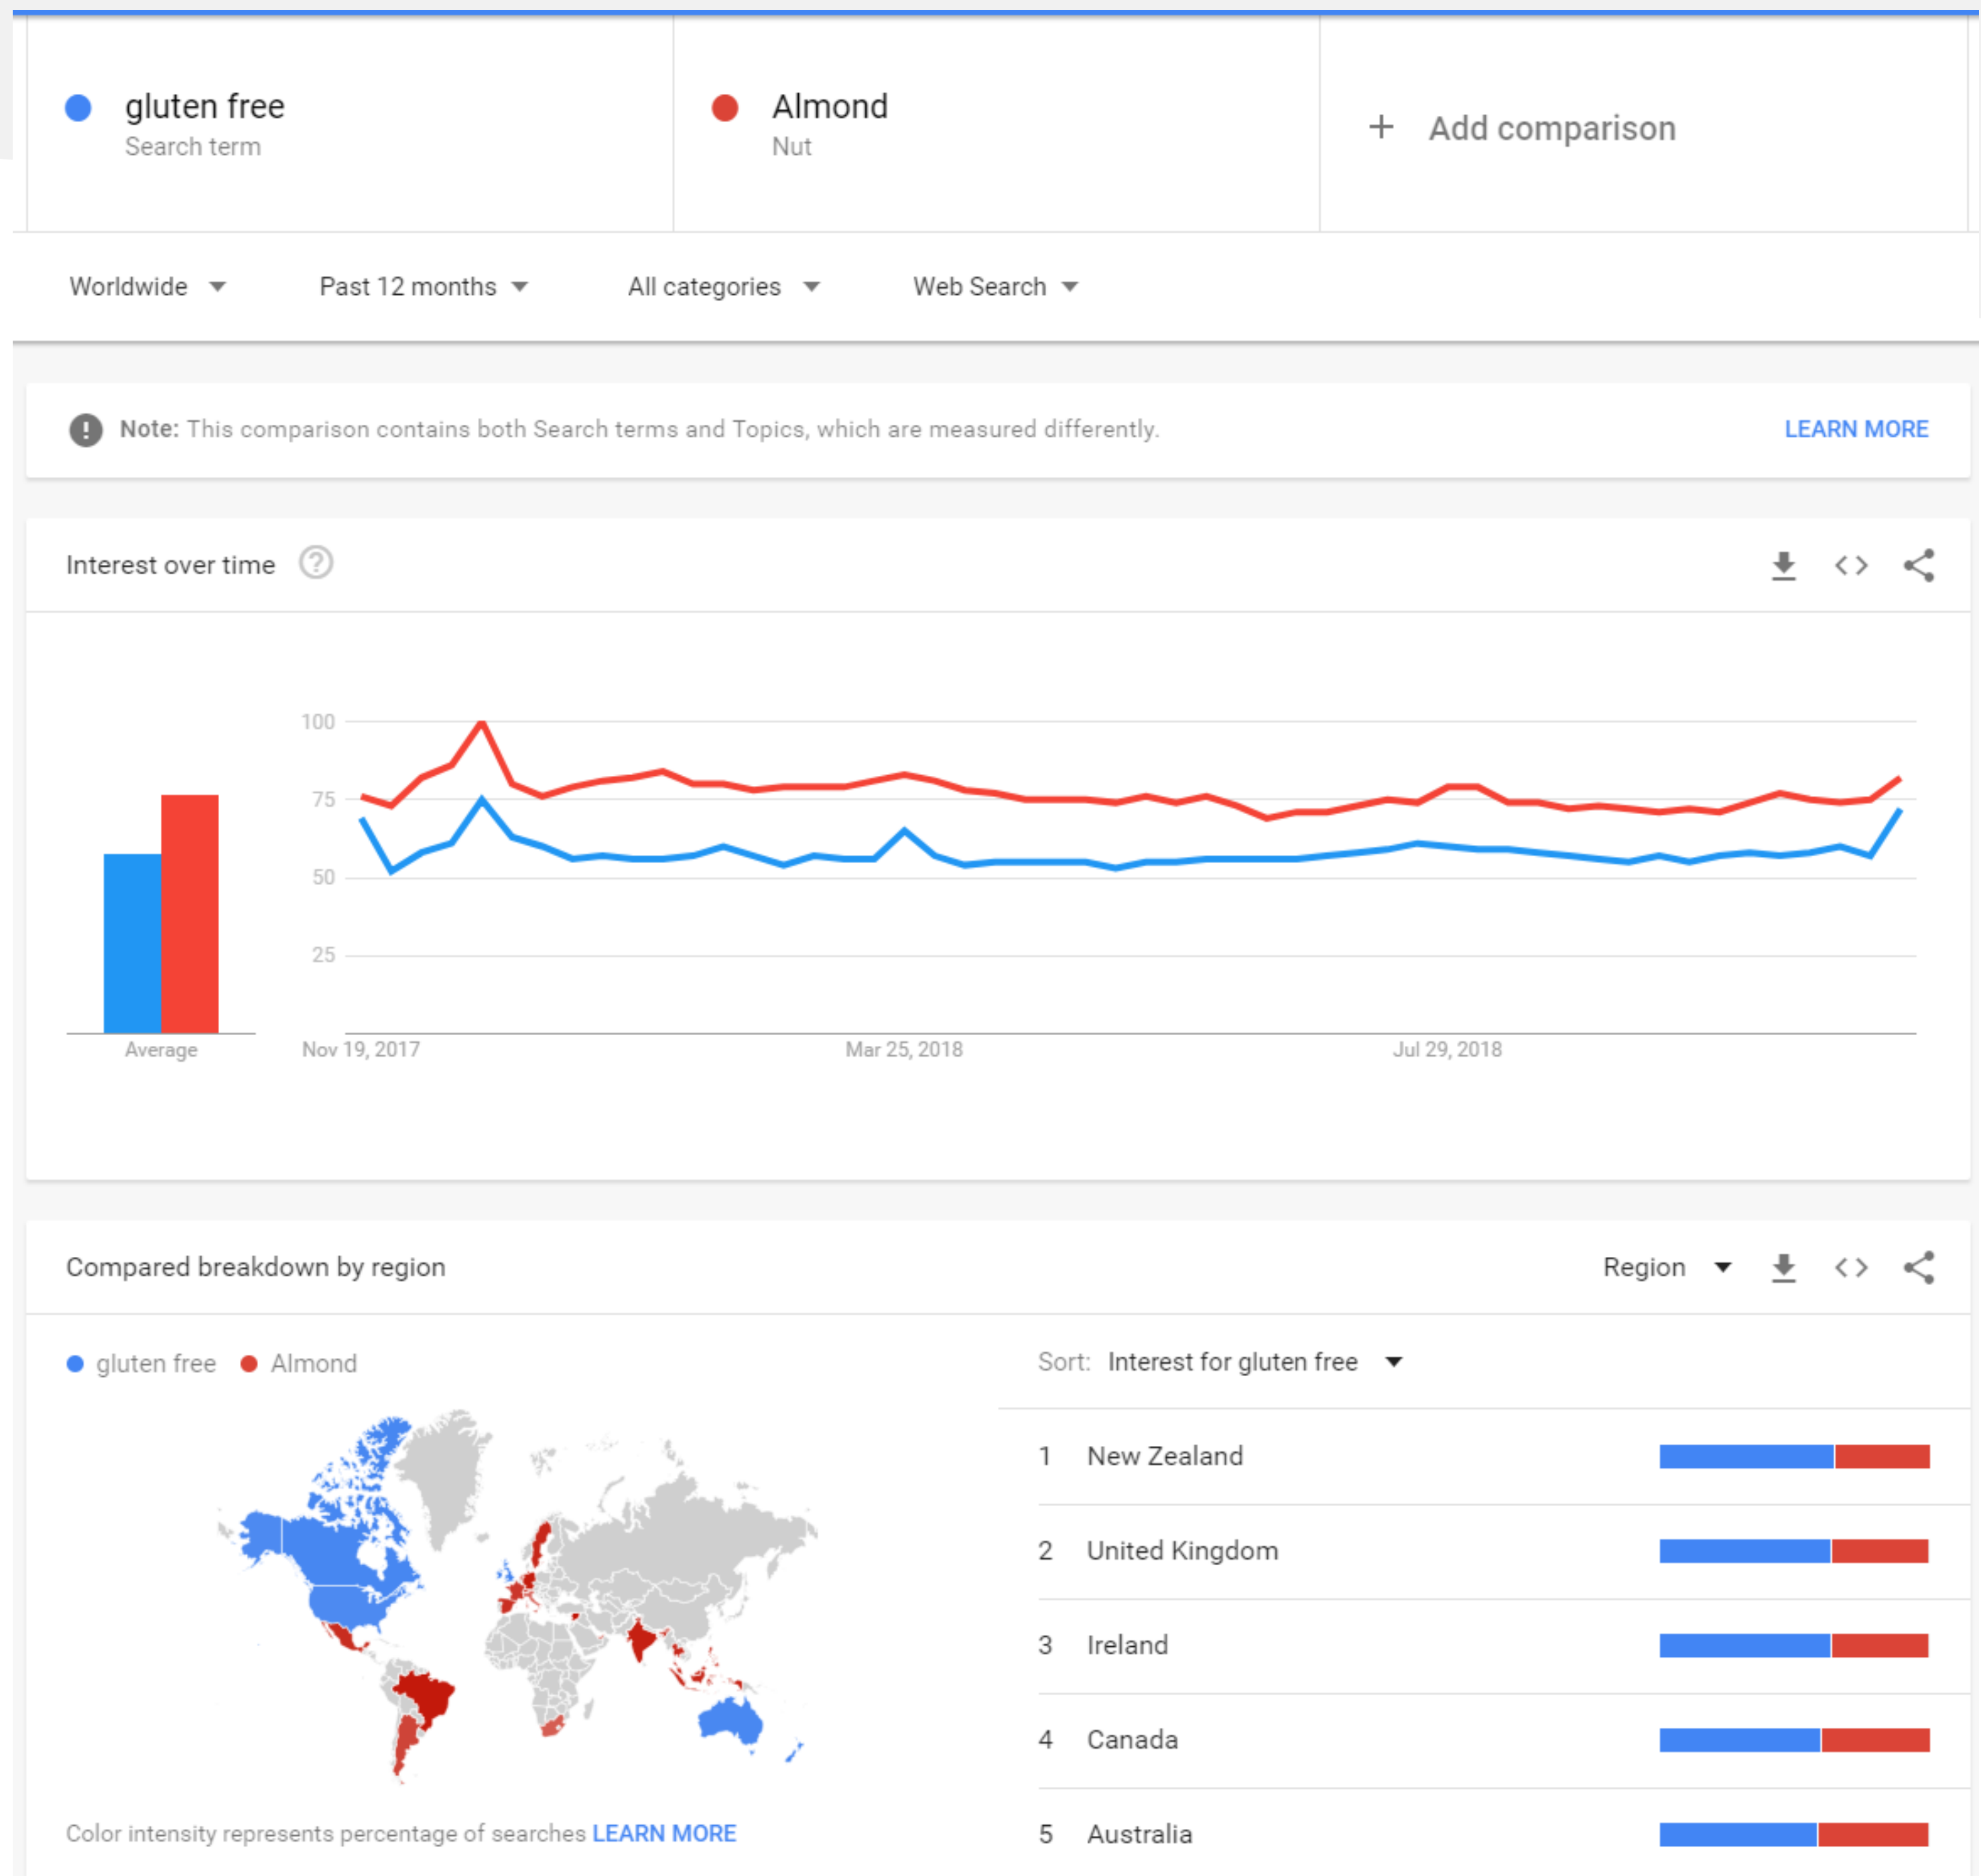 gluten free
Search term
Almond
Nut
+ Add comparison
Worldwide
Past 12 months
All categories
Web Search
Note: This comparison contains both Search terms and Topics, which are measured differently.
LEARN MORE
Interest over time
100
75
50
25
Average
Nov 19, 2017
Mar 25, 2018
Jul 29, 2018
Compared breakdown by region
Region
gluten free
Almond
Sort: Interest for gluten free
1 New Zealand
2 United Kingdom
3 Ireland
4 Canada
5 Australia
Color intensity represents percentage of searches LEARN MORE